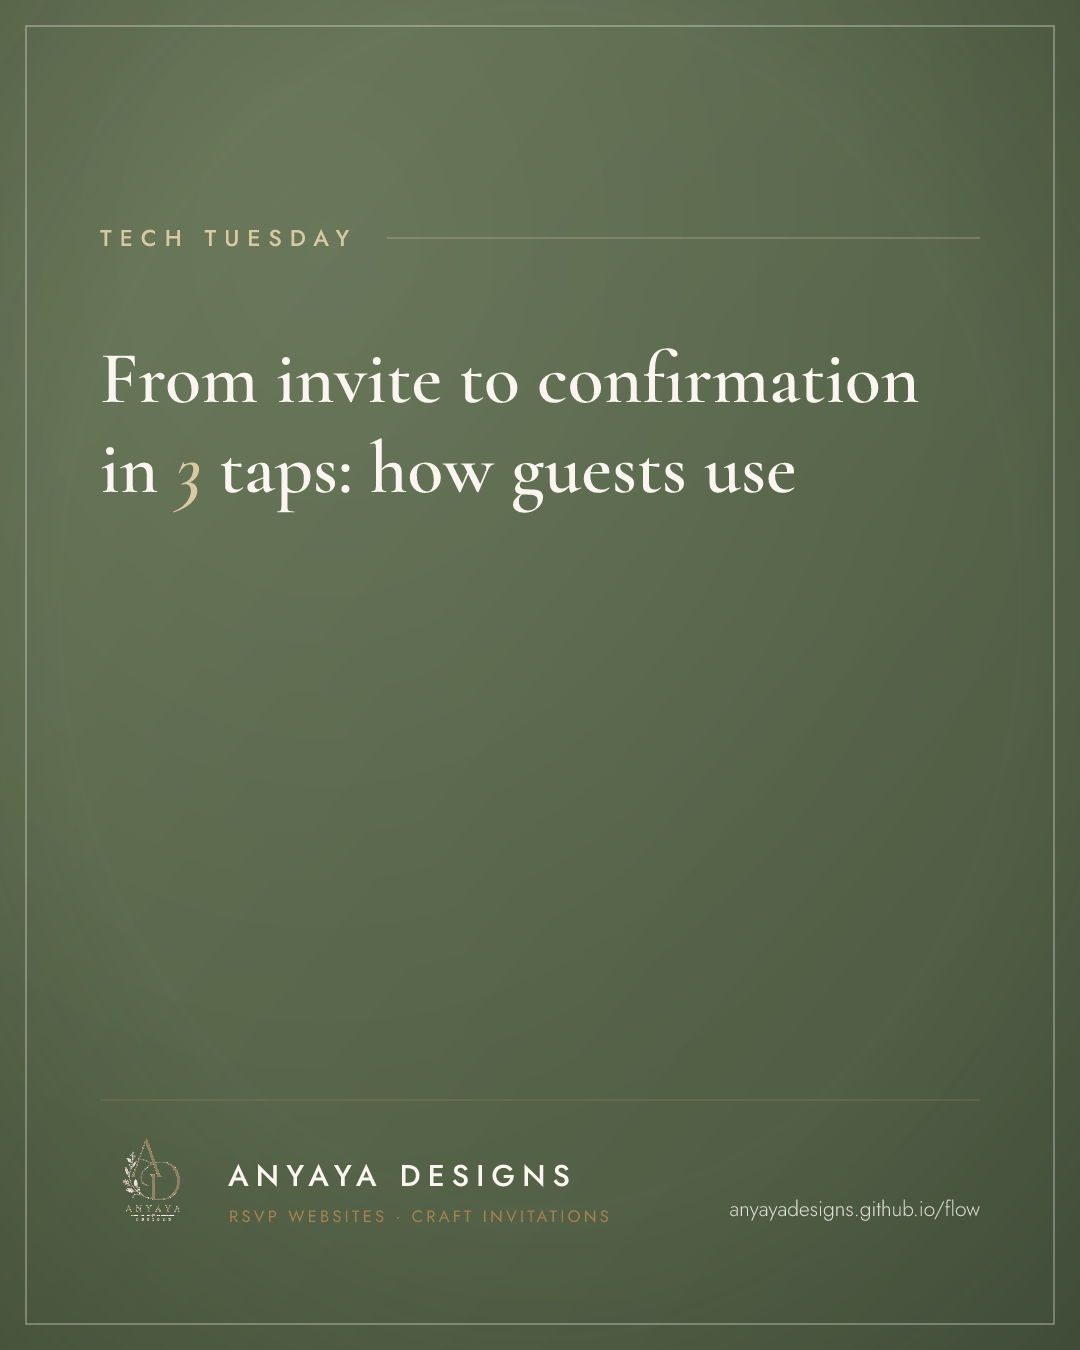 TECH TUESDAY
From invite to confirmation
in 3 taps: how guests use
ANYAYA
ANYAYA DESIGNS
RSVP WEBSITES · CRAFT INVITATIONS
anyayadesigns.github.io/flow